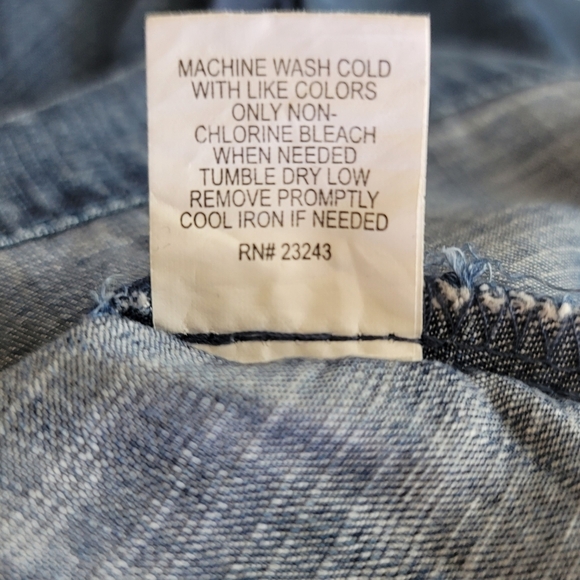 MACHINE WASH COLD
WITH LIKE COLORS
ONLY NON-
CHLORINE BLEACH
WHEN NEEDED
TUMBLE DRY LOW
REMOVE PROMPTLY
COOL IRON IF NEEDED
RN# 23243